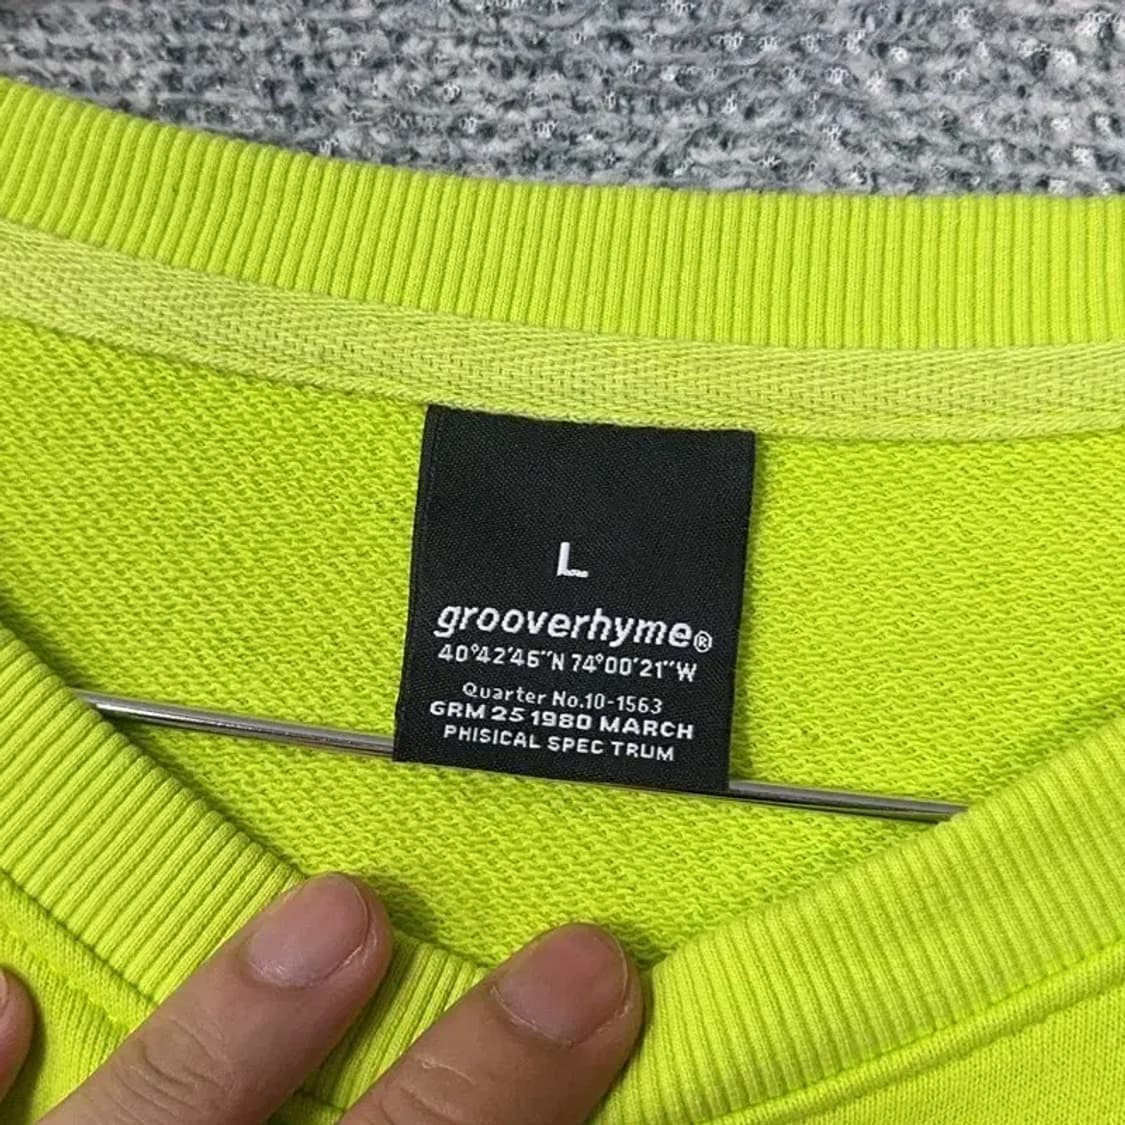 L
grooverhyme®
40°42'46"N 74°00'21"W
Quarter No.10-1563
GRM 25 1980 MARCH
PHISICAL SPEC TRUM